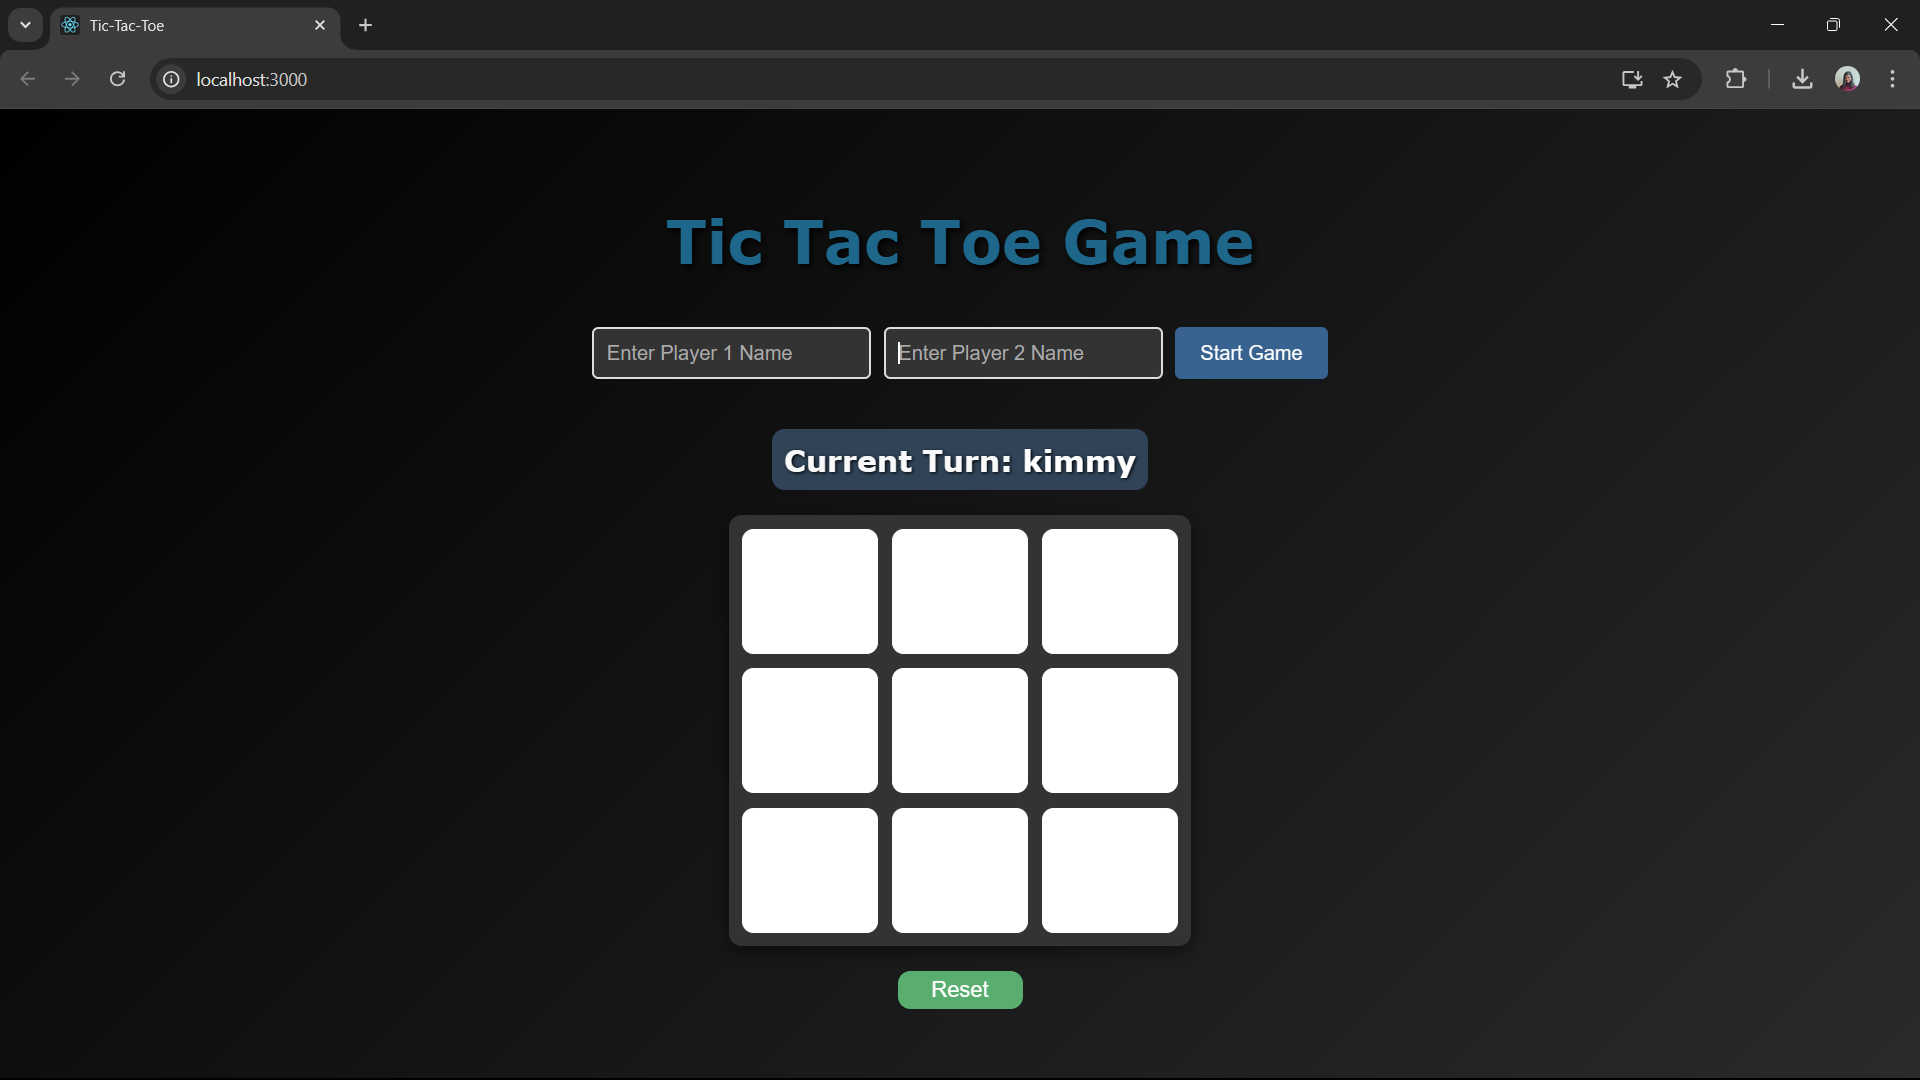 Tic-Tac-Toe
localhost:3000
Tic Tac Toe Game
Enter Player 1 Name
Enter Player 2 Name
Start Game
Current Turn: kimmy
Reset